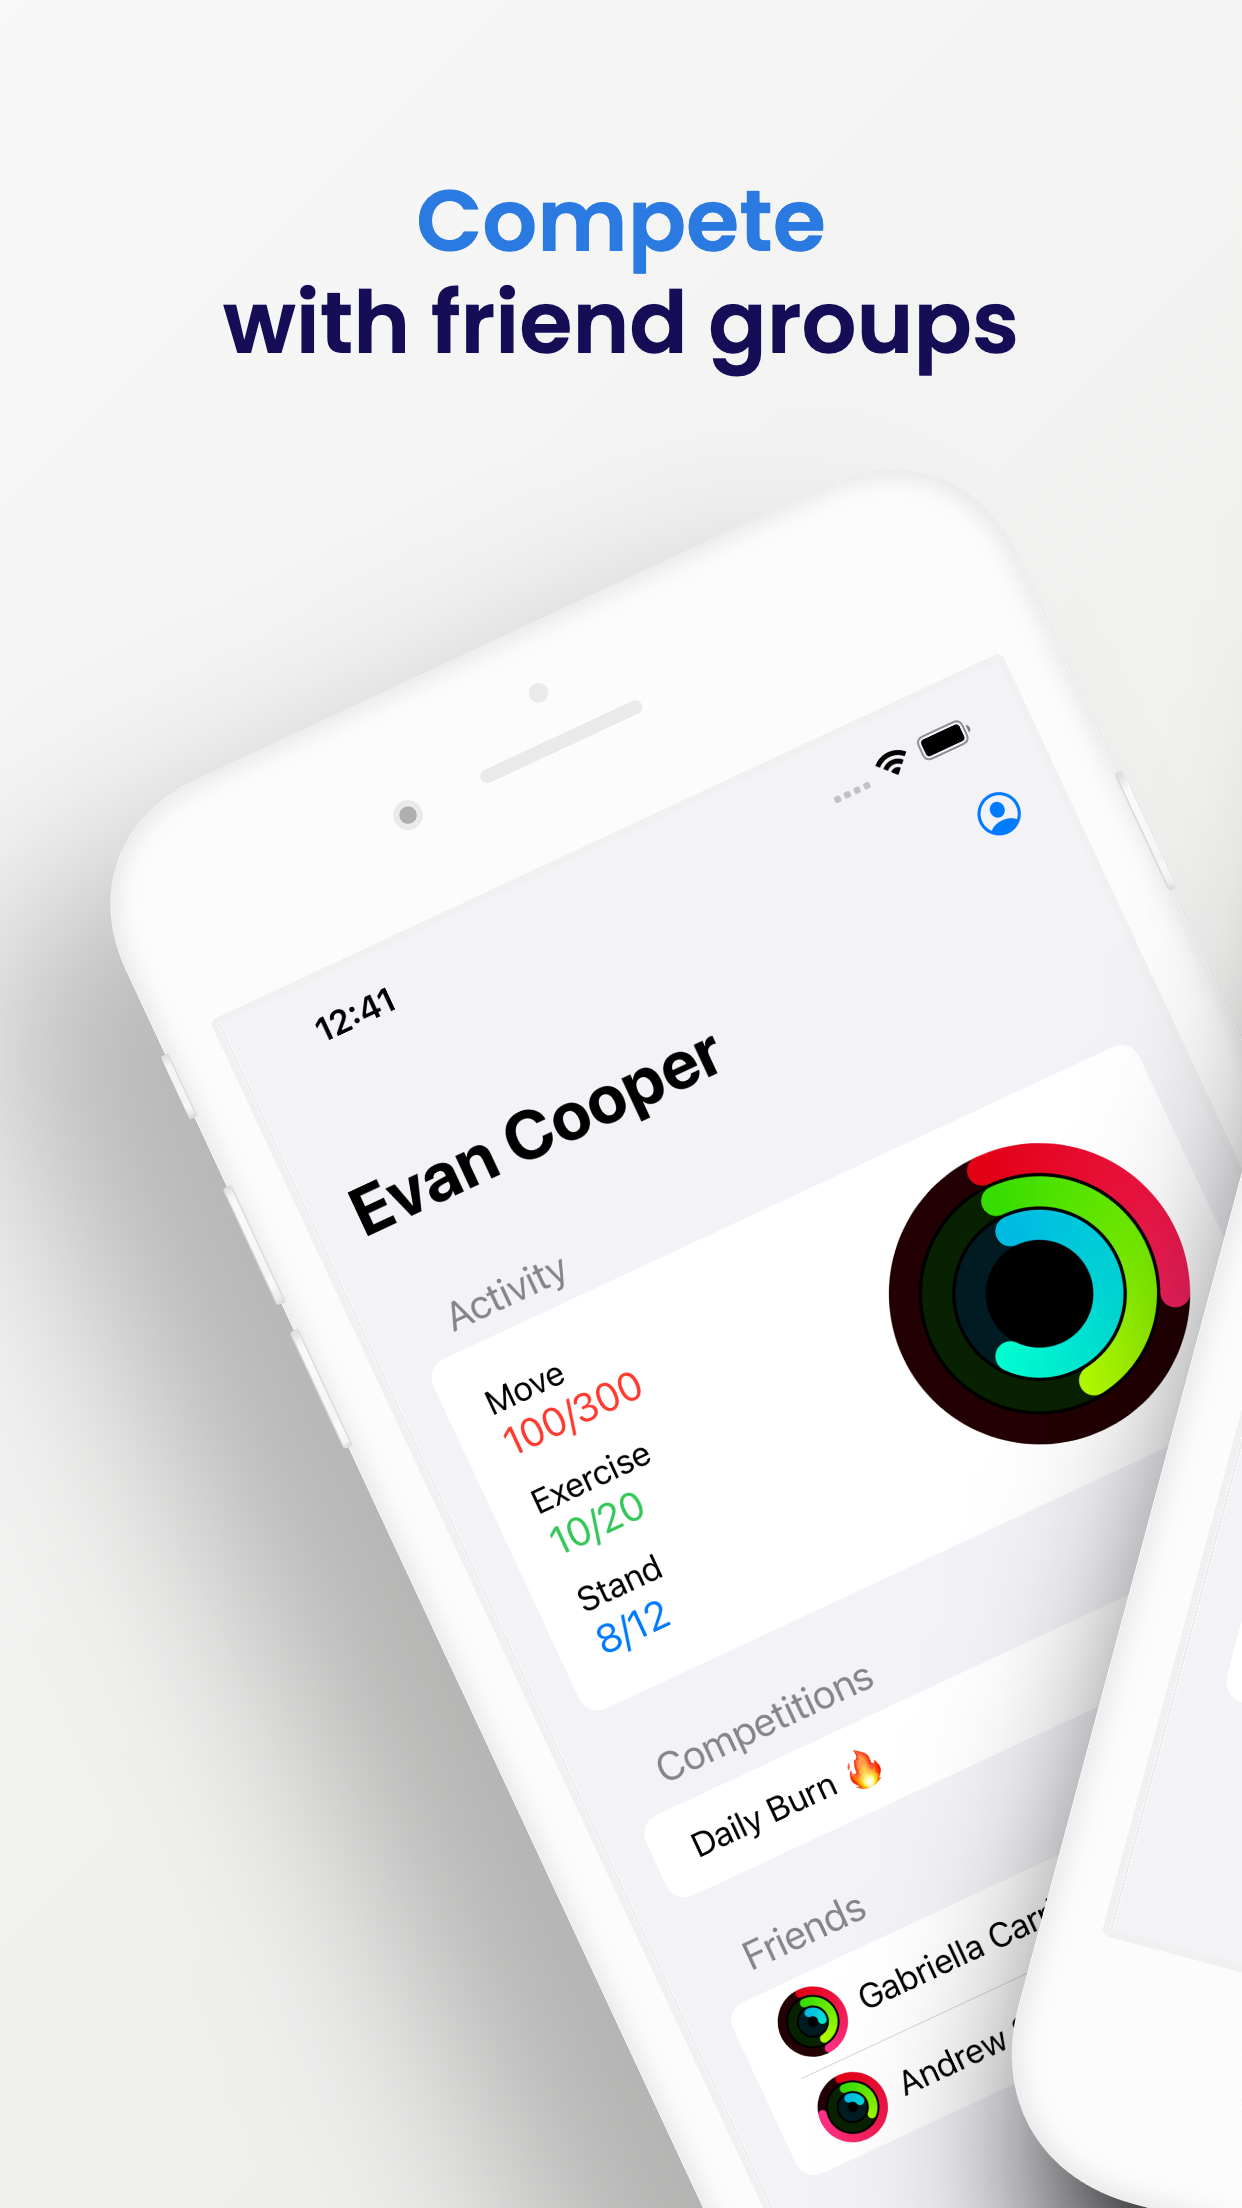 Compete
with friend groups
12:41
Evan Cooper
Activity
Move
100/300
Exercise
10/20
Stand
8/12
Competitions
Daily Burn 🔥
Friends
Gabriella
Andrew